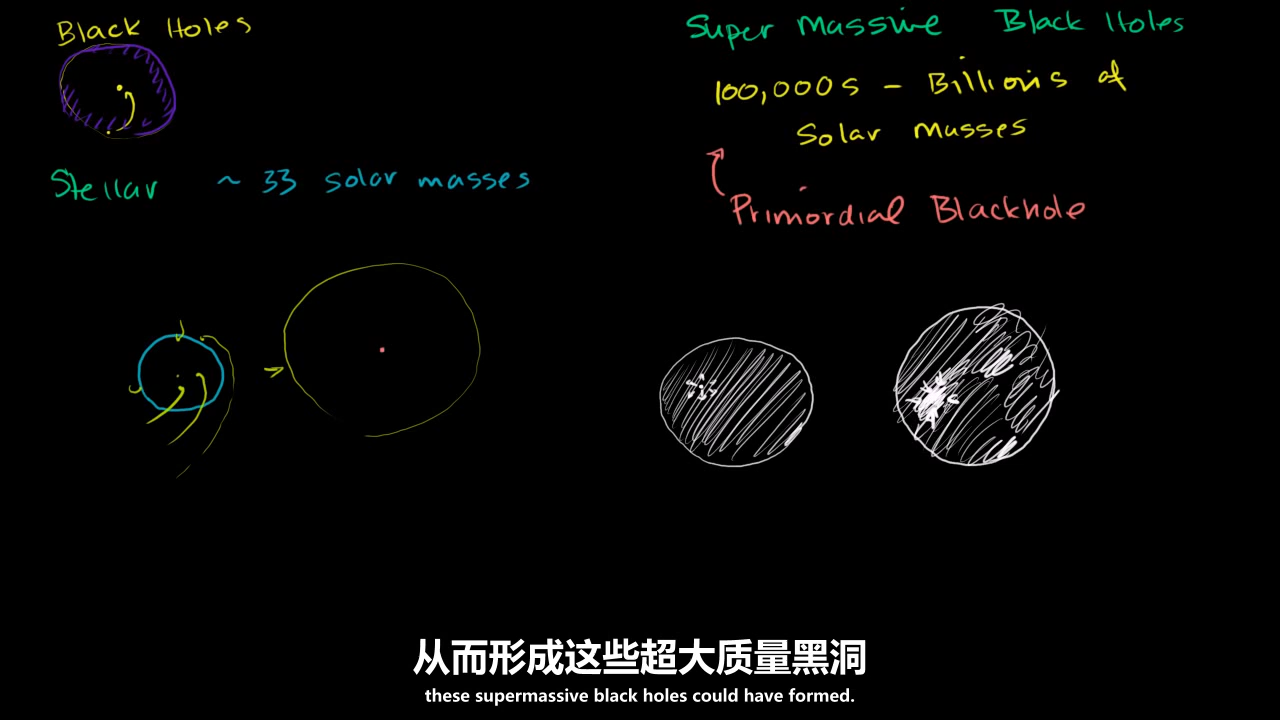 Black Holes
Stellar ~ 33 solar masses
Super Massive Black Holes
100,000s - Billions of
Solar Masses
Primordial Blackhole
从而形成这些超大质量黑洞
these supermassive black holes could have formed.